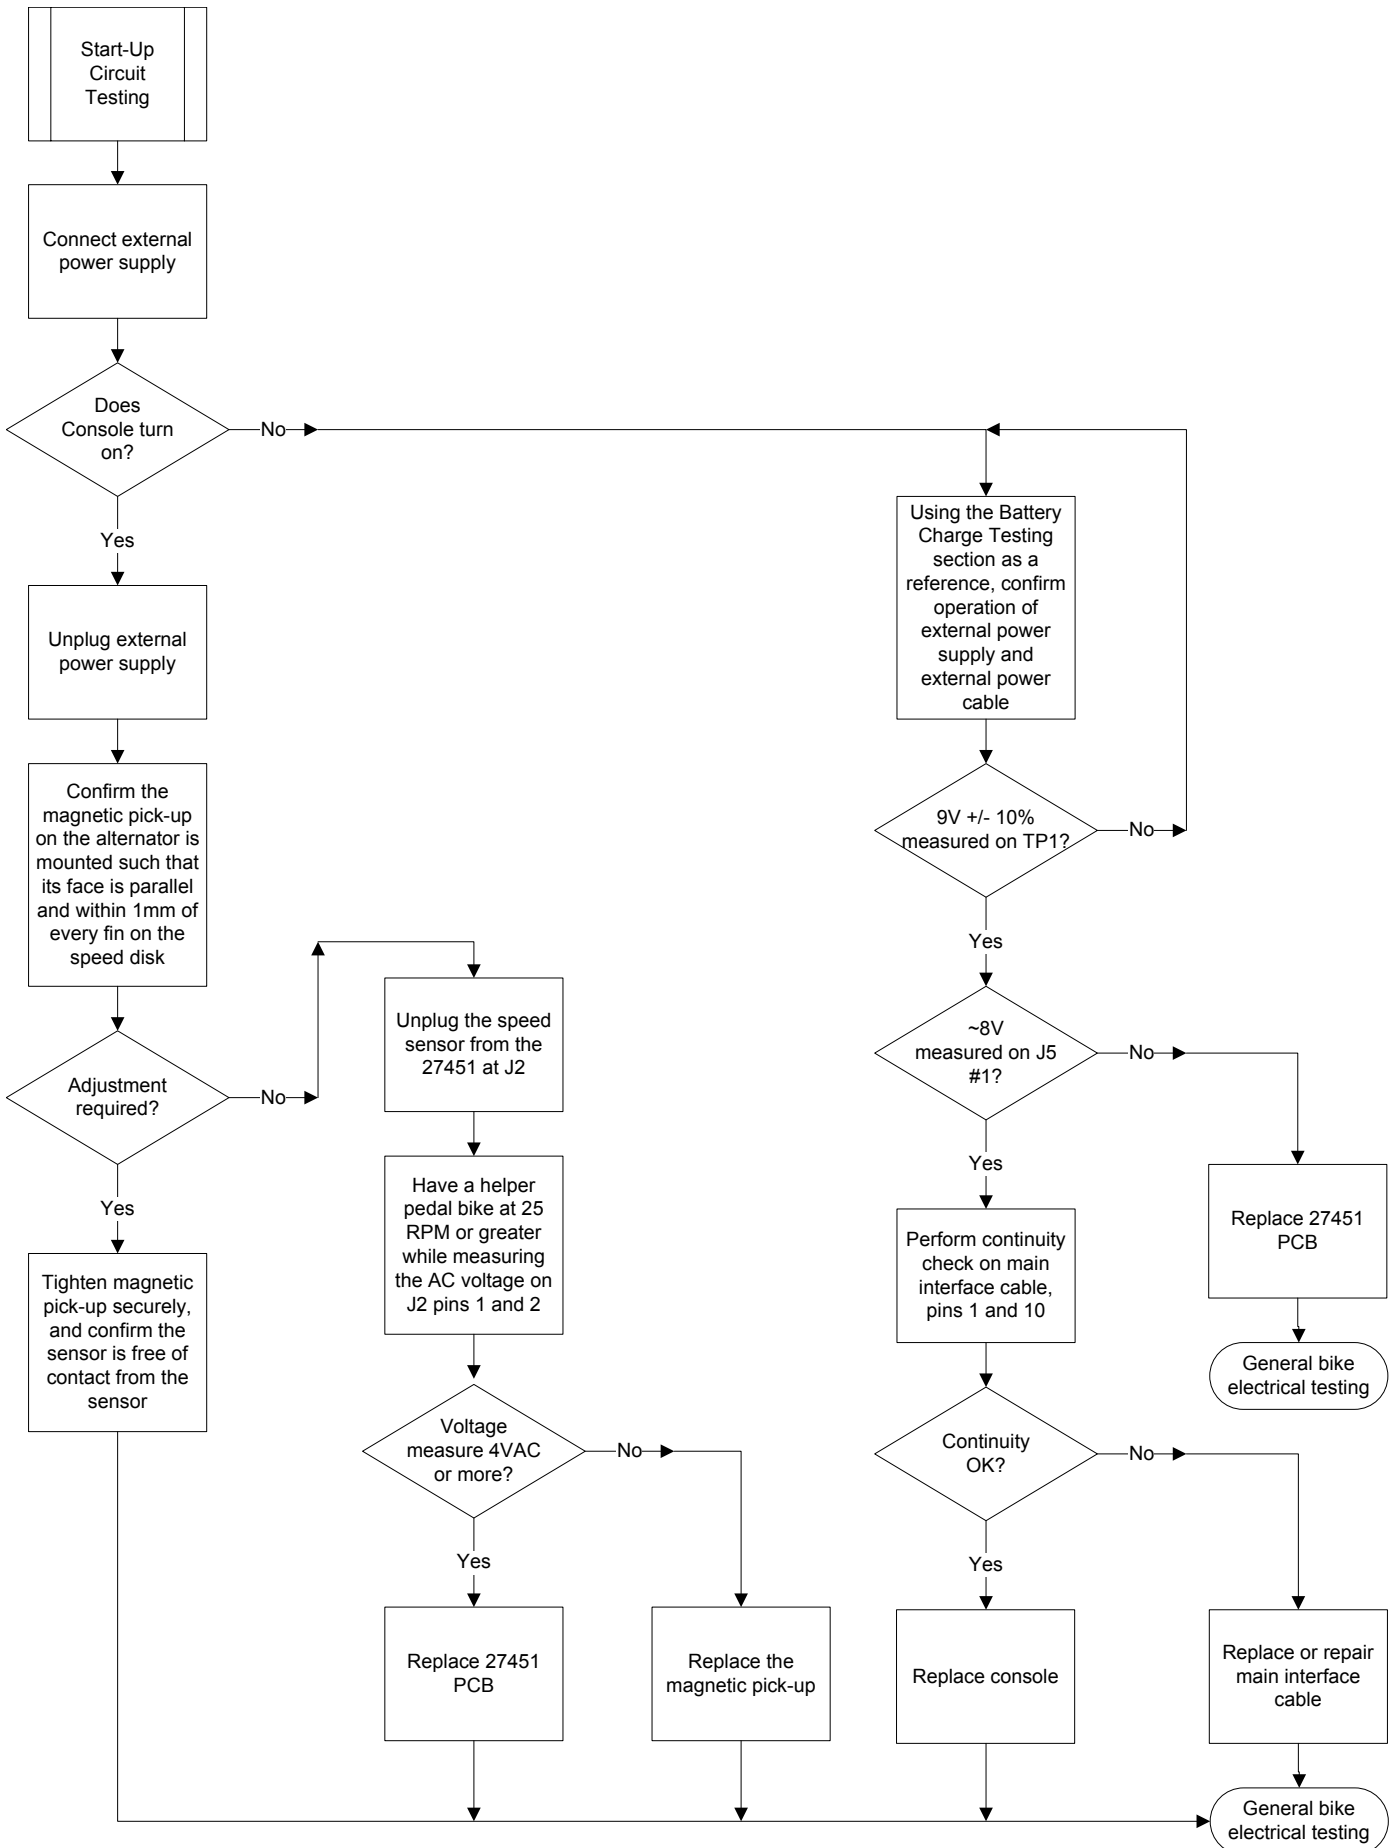 Start-Up
Circuit
Testing
Connect external
power supply
Does
Console turn
on?
No
Yes
Unplug external
power supply
Confirm the
magnetic pick-up
on the alternator is
mounted such that
its face is parallel
and within 1mm of
every fin on the
speed disk
Adjustment
required?
No
Yes
Tighten magnetic
pick-up securely,
and confirm the
sensor is free of
contact from the
sensor
Unplug the speed
sensor from the
27451 at J2
Have a helper
pedal bike at 25
RPM or greater
while measuring
the AC voltage on
J2 pins 1 and 2
Voltage
measure 4VAC
or more?
No
Yes
Replace 27451
PCB
Replace the
magnetic pick-up
Using the Battery
Charge Testing
section as a
reference, confirm
operation of
external power
supply and
external power
cable
9V +/- 10%
measured on TP1?
No
Yes
~8V
measured on J5
#1?
No
Yes
Replace 27451
PCB
General bike
electrical testing
Perform continuity
check on main
interface cable,
pins 1 and 10
Continuity
OK?
No
Yes
Replace console
Replace or repair
main interface
cable
General bike
electrical testing